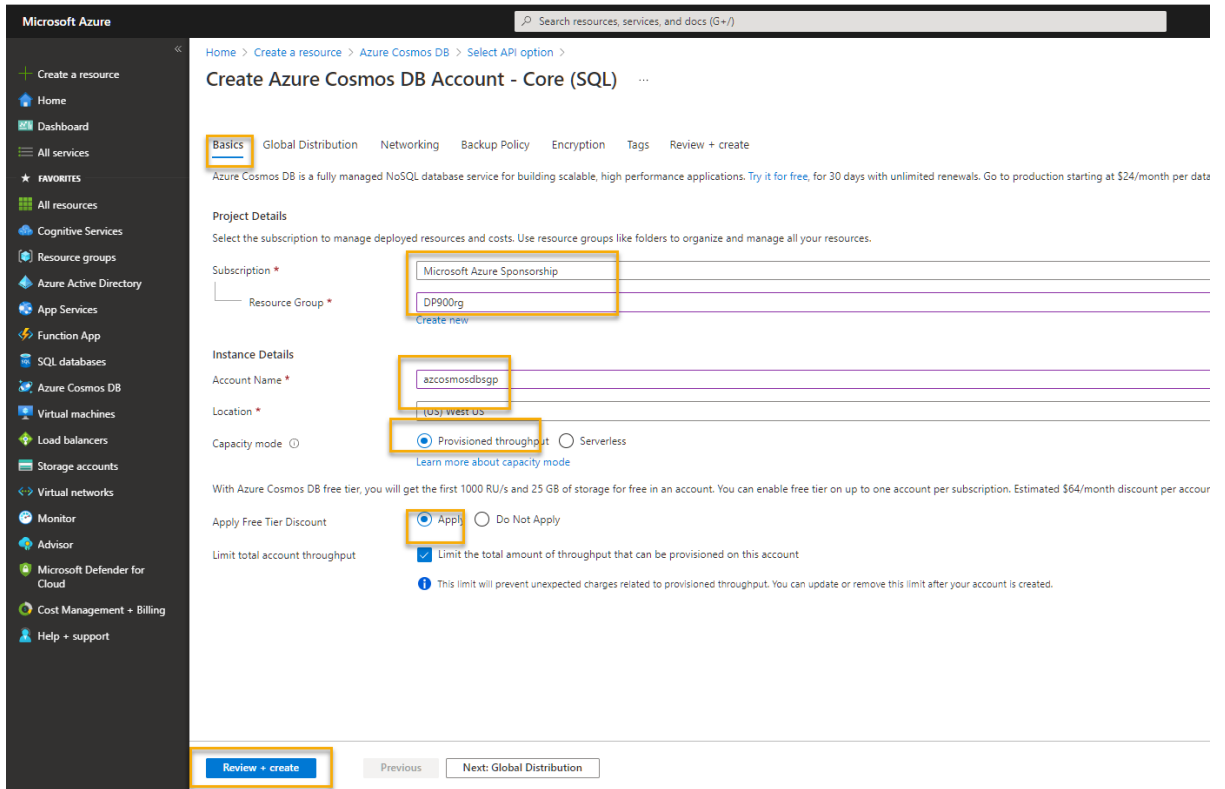 Microsoft Azure
Search resources, services, and docs (G+/)
«
Create a resource
Home
Dashboard
All services
FAVORITES
All resources
Cognitive Services
Resource groups
Azure Active Directory
App Services
Function App
SQL databases
Azure Cosmos DB
Virtual machines
Load balancers
Storage accounts
Virtual networks
Monitor
Advisor
Microsoft Defender for
Cloud
Cost Management + Billing
Help + support
Home > Create a resource > Azure Cosmos DB > Select API option >
Create Azure Cosmos DB Account - Core (SQL) ...
Basics Global Distribution Networking Backup Policy Encryption Tags Review + create
Azure Cosmos DB is a fully managed NoSQL database service for building scalable, high performance applications. Try it for free, for 30 days with unlimited renewals. Go to production starting at $24/month per data
Project Details
Select the subscription to manage deployed resources and costs. Use resource groups like folders to organize and manage all your resources.
Subscription * Microsoft Azure Sponsorship
Resource Group * DP900rg
Create new
Instance Details
Account Name * azcosmosdbsgp
Location * (US) West US
Capacity mode Provisioned throughput Serverless
Learn more about capacity mode
With Azure Cosmos DB free tier, you will get the first 1000 RU/s and 25 GB of storage for free in an account. You can enable free tier on up to one account per subscription. Estimated $64/month discount per accour
Apply Free Tier Discount Apply Do Not Apply
Limit total account throughput Limit the total amount of throughput that can be provisioned on this account
This limit will prevent unexpected charges related to provisioned throughput. You can update or remove this limit after your account is created.
Review + create Previous Next: Global Distribution